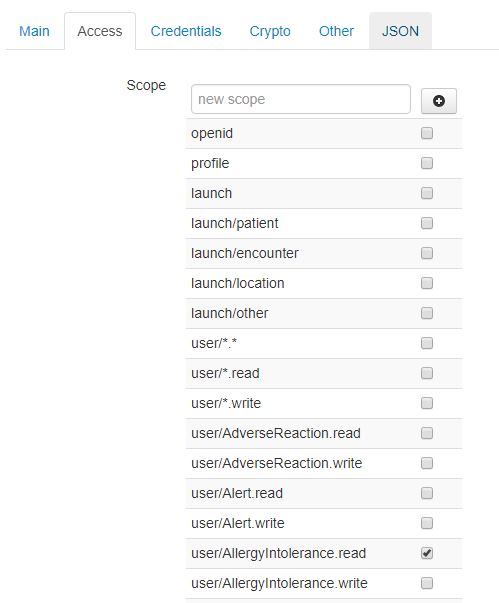 Main Access Credentials Crypto Other JSON
Scope
new scope
openid
profile
launch
launch/patient
launch/encounter
launch/location
launch/other
user/*.*
user/*.read
user/*.write
user/AdverseReaction.read
user/AdverseReaction.write
user/Alert.read
user/Alert.write
user/AllergyIntolerance.read
user/AllergyIntolerance.write